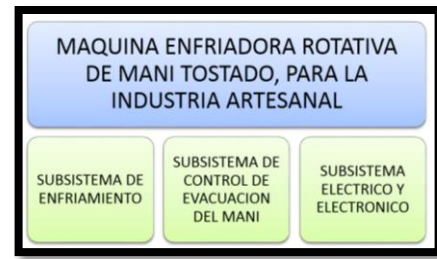 MAQUINA ENFRIADORA ROTATIVA
DE MANI TOSTADO, PARA LA
INDUSTRIA ARTESANAL
SUBSISTEMA DE
ENFRIAMIENTO
SUBSISTEMA DE
CONTROL DE
EVACUACION
DEL MANI
SUBSISTEMA
ELECTRICO Y
ELECTRONICO